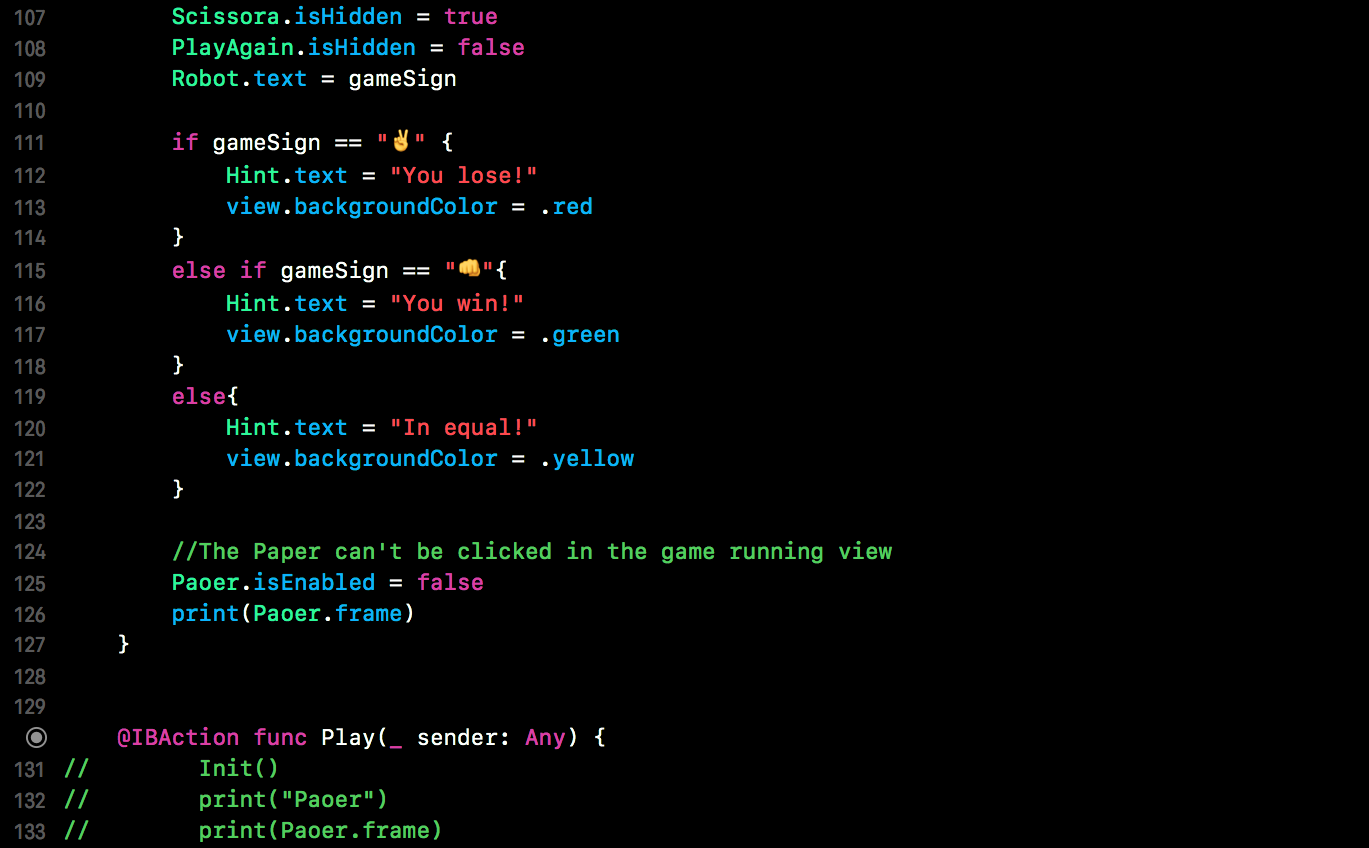 107 Scissora.isHidden = true
108 PlayAgain.isHidden = false
109 Robot.text = gameSign
110
111 if gameSign == "✌️" {
112 Hint.text = "You lose!"
113 view.backgroundColor = .red
114 }
115 else if gameSign == "👊"{
116 Hint.text = "You win!"
117 view.backgroundColor = .green
118 }
119 else{
120 Hint.text = "In equal!"
121 view.backgroundColor = .yellow
122 }
123
124 //The Paper can't be clicked in the game running view
125 Paoer.isEnabled = false
126 print(Paoer.frame)
127 }
128
129
@IBAction func Play(_ sender: Any) {
131 // Init()
132 // print("Paoer")
133 // print(Paoer.frame)